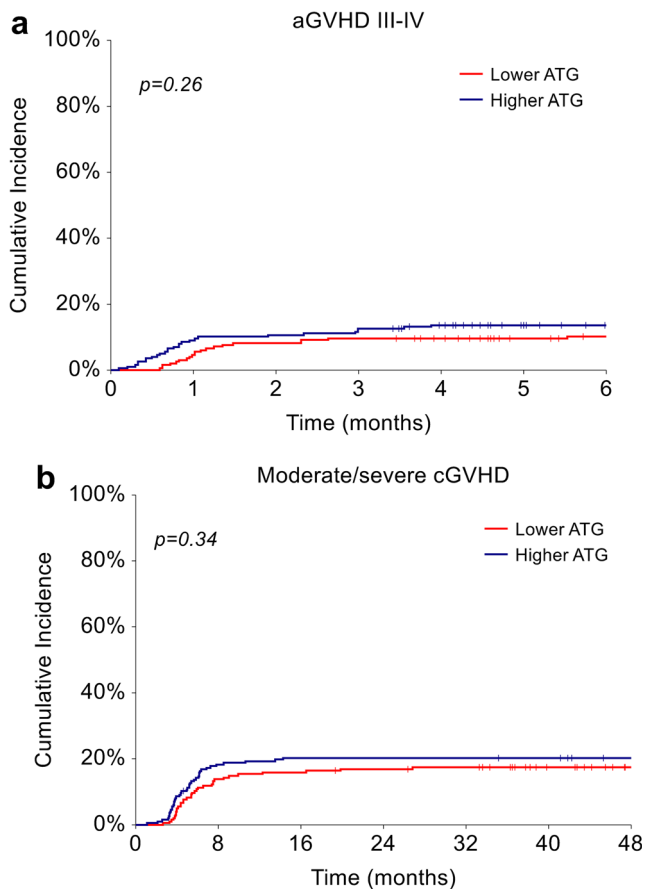 a
aGVHD III-IV
100%
80%
60%
40%
20%
0%
Cumulative Incidence
p=0.26
Lower ATG
Higher ATG
0 1 2 3 4 5 6
Time (months)
b
Moderate/severe cGVHD
100%
80%
60%
40%
20%
0%
Cumulative Incidence
p=0.34
Lower ATG
Higher ATG
0 8 16 24 32 40 48
Time (months)